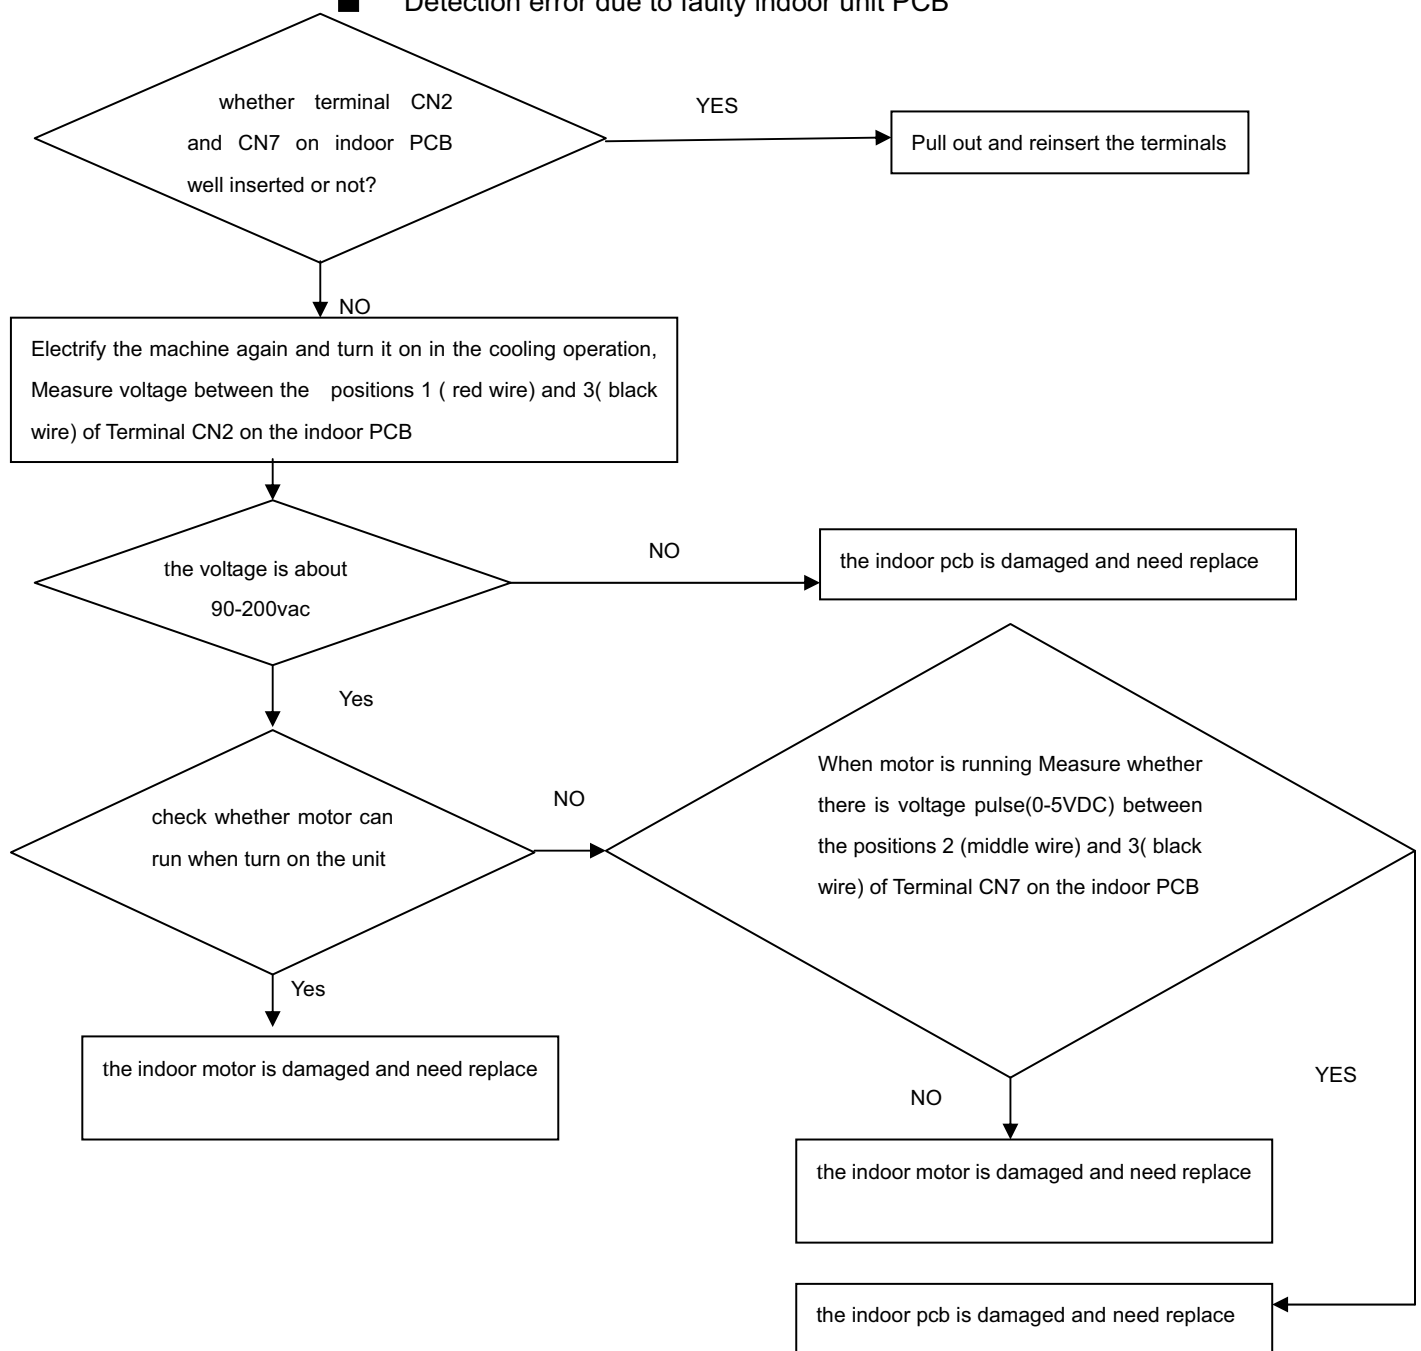 ■ Detection error due to faulty indoor unit PCB
whether terminal CN2
and CN7 on indoor PCB
well inserted or not?
YES
Pull out and reinsert the terminals
NO
Electrify the machine again and turn it on in the cooling operation,
Measure voltage between the positions 1 ( red wire) and 3( black
wire) of Terminal CN2 on the indoor PCB
the voltage is about
90-200vac
NO
the indoor pcb is damaged and need replace
Yes
check whether motor can
run when turn on the unit
NO
When motor is running Measure whether
there is voltage pulse(0-5VDC) between
the positions 2 (middle wire) and 3( black
wire) of Terminal CN7 on the indoor PCB
Yes
the indoor motor is damaged and need replace
NO
YES
the indoor motor is damaged and need replace
the indoor pcb is damaged and need replace